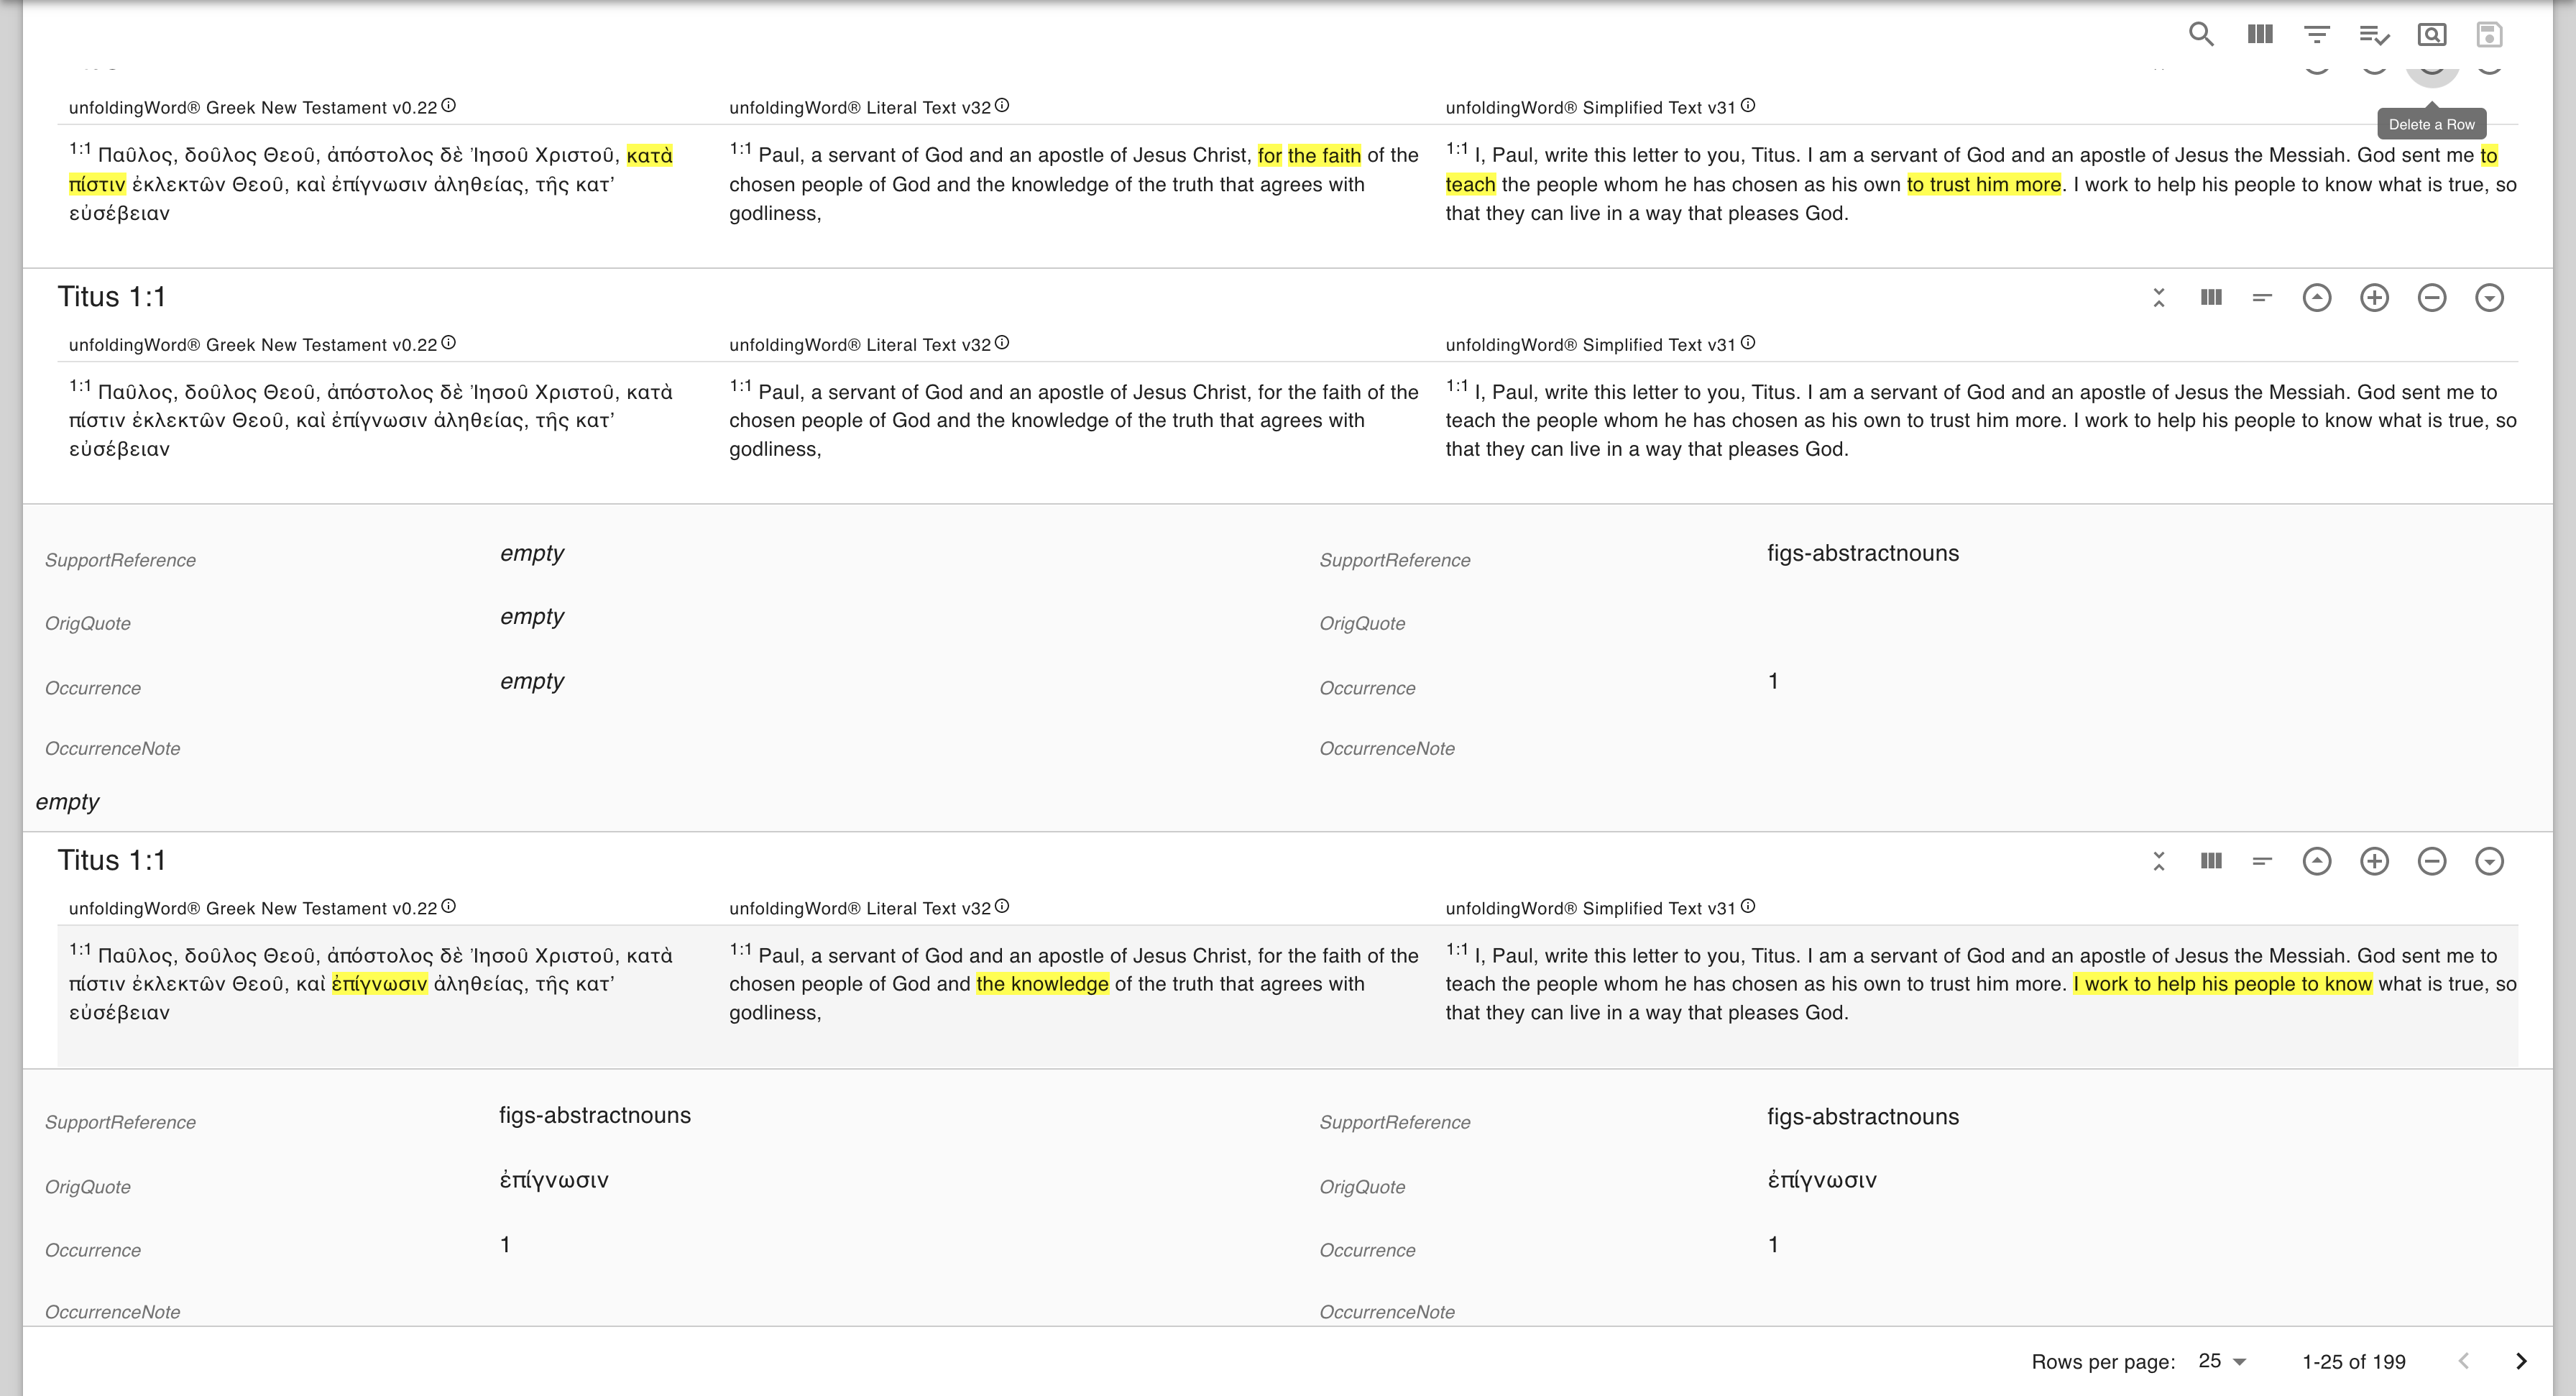 unfoldingWord® Greek New Testament v0.22
unfoldingWord® Literal Text v32
unfoldingWord® Simplified Text v31
Delete a Row
1:1 Παῦλος, δοῦλος Θεοῦ, ἀπόστολος δὲ Ἰησοῦ Χριστοῦ, κατὰ
πίστιν ἐκλεκτῶν Θεοῦ, καὶ ἐπίγνωσιν ἀληθείας, τῆς κατ’
εὐσέβειαν
1:1 Paul, a servant of God and an apostle of Jesus Christ, for the faith of the
chosen people of God and the knowledge of the truth that agrees with
godliness,
1:1 I, Paul, write this letter to you, Titus. I am a servant of God and an apostle of Jesus the Messiah. God sent me to
teach the people whom he has chosen as his own to trust him more. I work to help his people to know what is true, so
that they can live in a way that pleases God.
Titus 1:1
unfoldingWord® Greek New Testament v0.22
unfoldingWord® Literal Text v32
unfoldingWord® Simplified Text v31
1:1 Παῦλος, δοῦλος Θεοῦ, ἀπόστολος δὲ Ἰησοῦ Χριστοῦ, κατὰ
πίστιν ἐκλεκτῶν Θεοῦ, καὶ ἐπίγνωσιν ἀληθείας, τῆς κατ’
εὐσέβειαν
1:1 Paul, a servant of God and an apostle of Jesus Christ, for the faith of the
chosen people of God and the knowledge of the truth that agrees with
godliness,
1:1 I, Paul, write this letter to you, Titus. I am a servant of God and an apostle of Jesus the Messiah. God sent me to
teach the people whom he has chosen as his own to trust him more. I work to help his people to know what is true, so
that they can live in a way that pleases God.
SupportReference empty
SupportReference figs-abstractnouns
OrigQuote empty
OrigQuote
Occurrence empty
Occurrence 1
OccurrenceNote
OccurrenceNote
empty
Titus 1:1
unfoldingWord® Greek New Testament v0.22
unfoldingWord® Literal Text v32
unfoldingWord® Simplified Text v31
1:1 Παῦλος, δοῦλος Θεοῦ, ἀπόστολος δὲ Ἰησοῦ Χριστοῦ, κατὰ
πίστιν ἐκλεκτῶν Θεοῦ, καὶ ἐπίγνωσιν ἀληθείας, τῆς κατ’
εὐσέβειαν
1:1 Paul, a servant of God and an apostle of Jesus Christ, for the faith of the
chosen people of God and the knowledge of the truth that agrees with
godliness,
1:1 I, Paul, write this letter to you, Titus. I am a servant of God and an apostle of Jesus the Messiah. God sent me to
teach the people whom he has chosen as his own to trust him more. I work to help his people to know what is true, so
that they can live in a way that pleases God.
SupportReference figs-abstractnouns
SupportReference figs-abstractnouns
OrigQuote ἐπίγνωσιν
OrigQuote ἐπίγνωσιν
Occurrence 1
Occurrence 1
OccurrenceNote
OccurrenceNote
Rows per page: 25 1-25 of 199